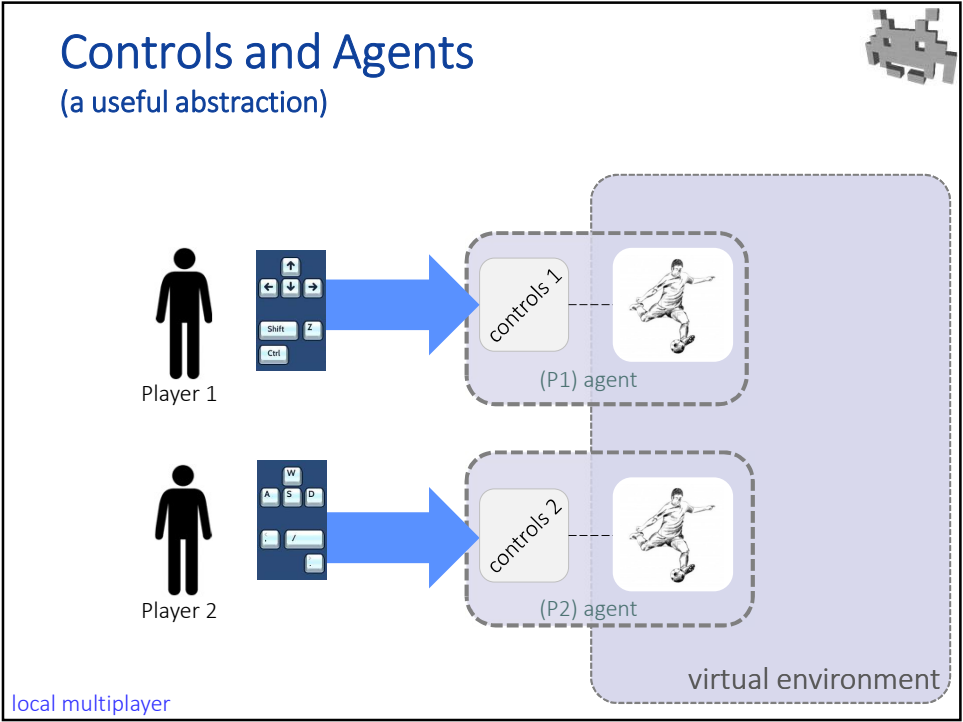 Controls and Agents
(a useful abstraction)
↑
← ↓ →
Shift Z
Ctrl
controls 1
(P1) agent
Player 1
W
A S D
/
controls 2
(P2) agent
Player 2
virtual environment
local multiplayer